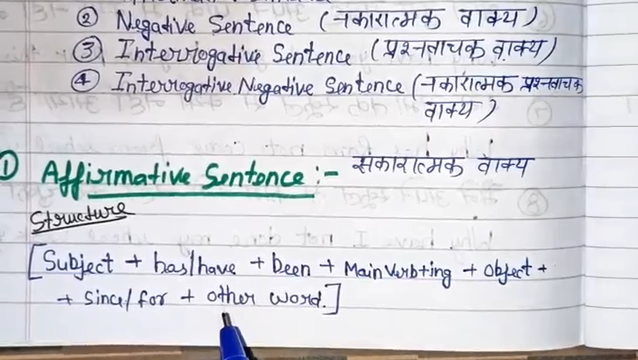 ② Negative Sentence (नकारात्मक वाक्य)
③ Interrogative Sentence (प्रश्नवाचक वाक्य)
④ Interrogative Negative Sentence (नकारात्मक प्रश्नवाचक
वाक्य)
① Affirmative Sentence :- सकारात्मक वाक्य
Structure
[Subject + has/have + been + Main Verb+ing + object +
+ since/for + other word.]